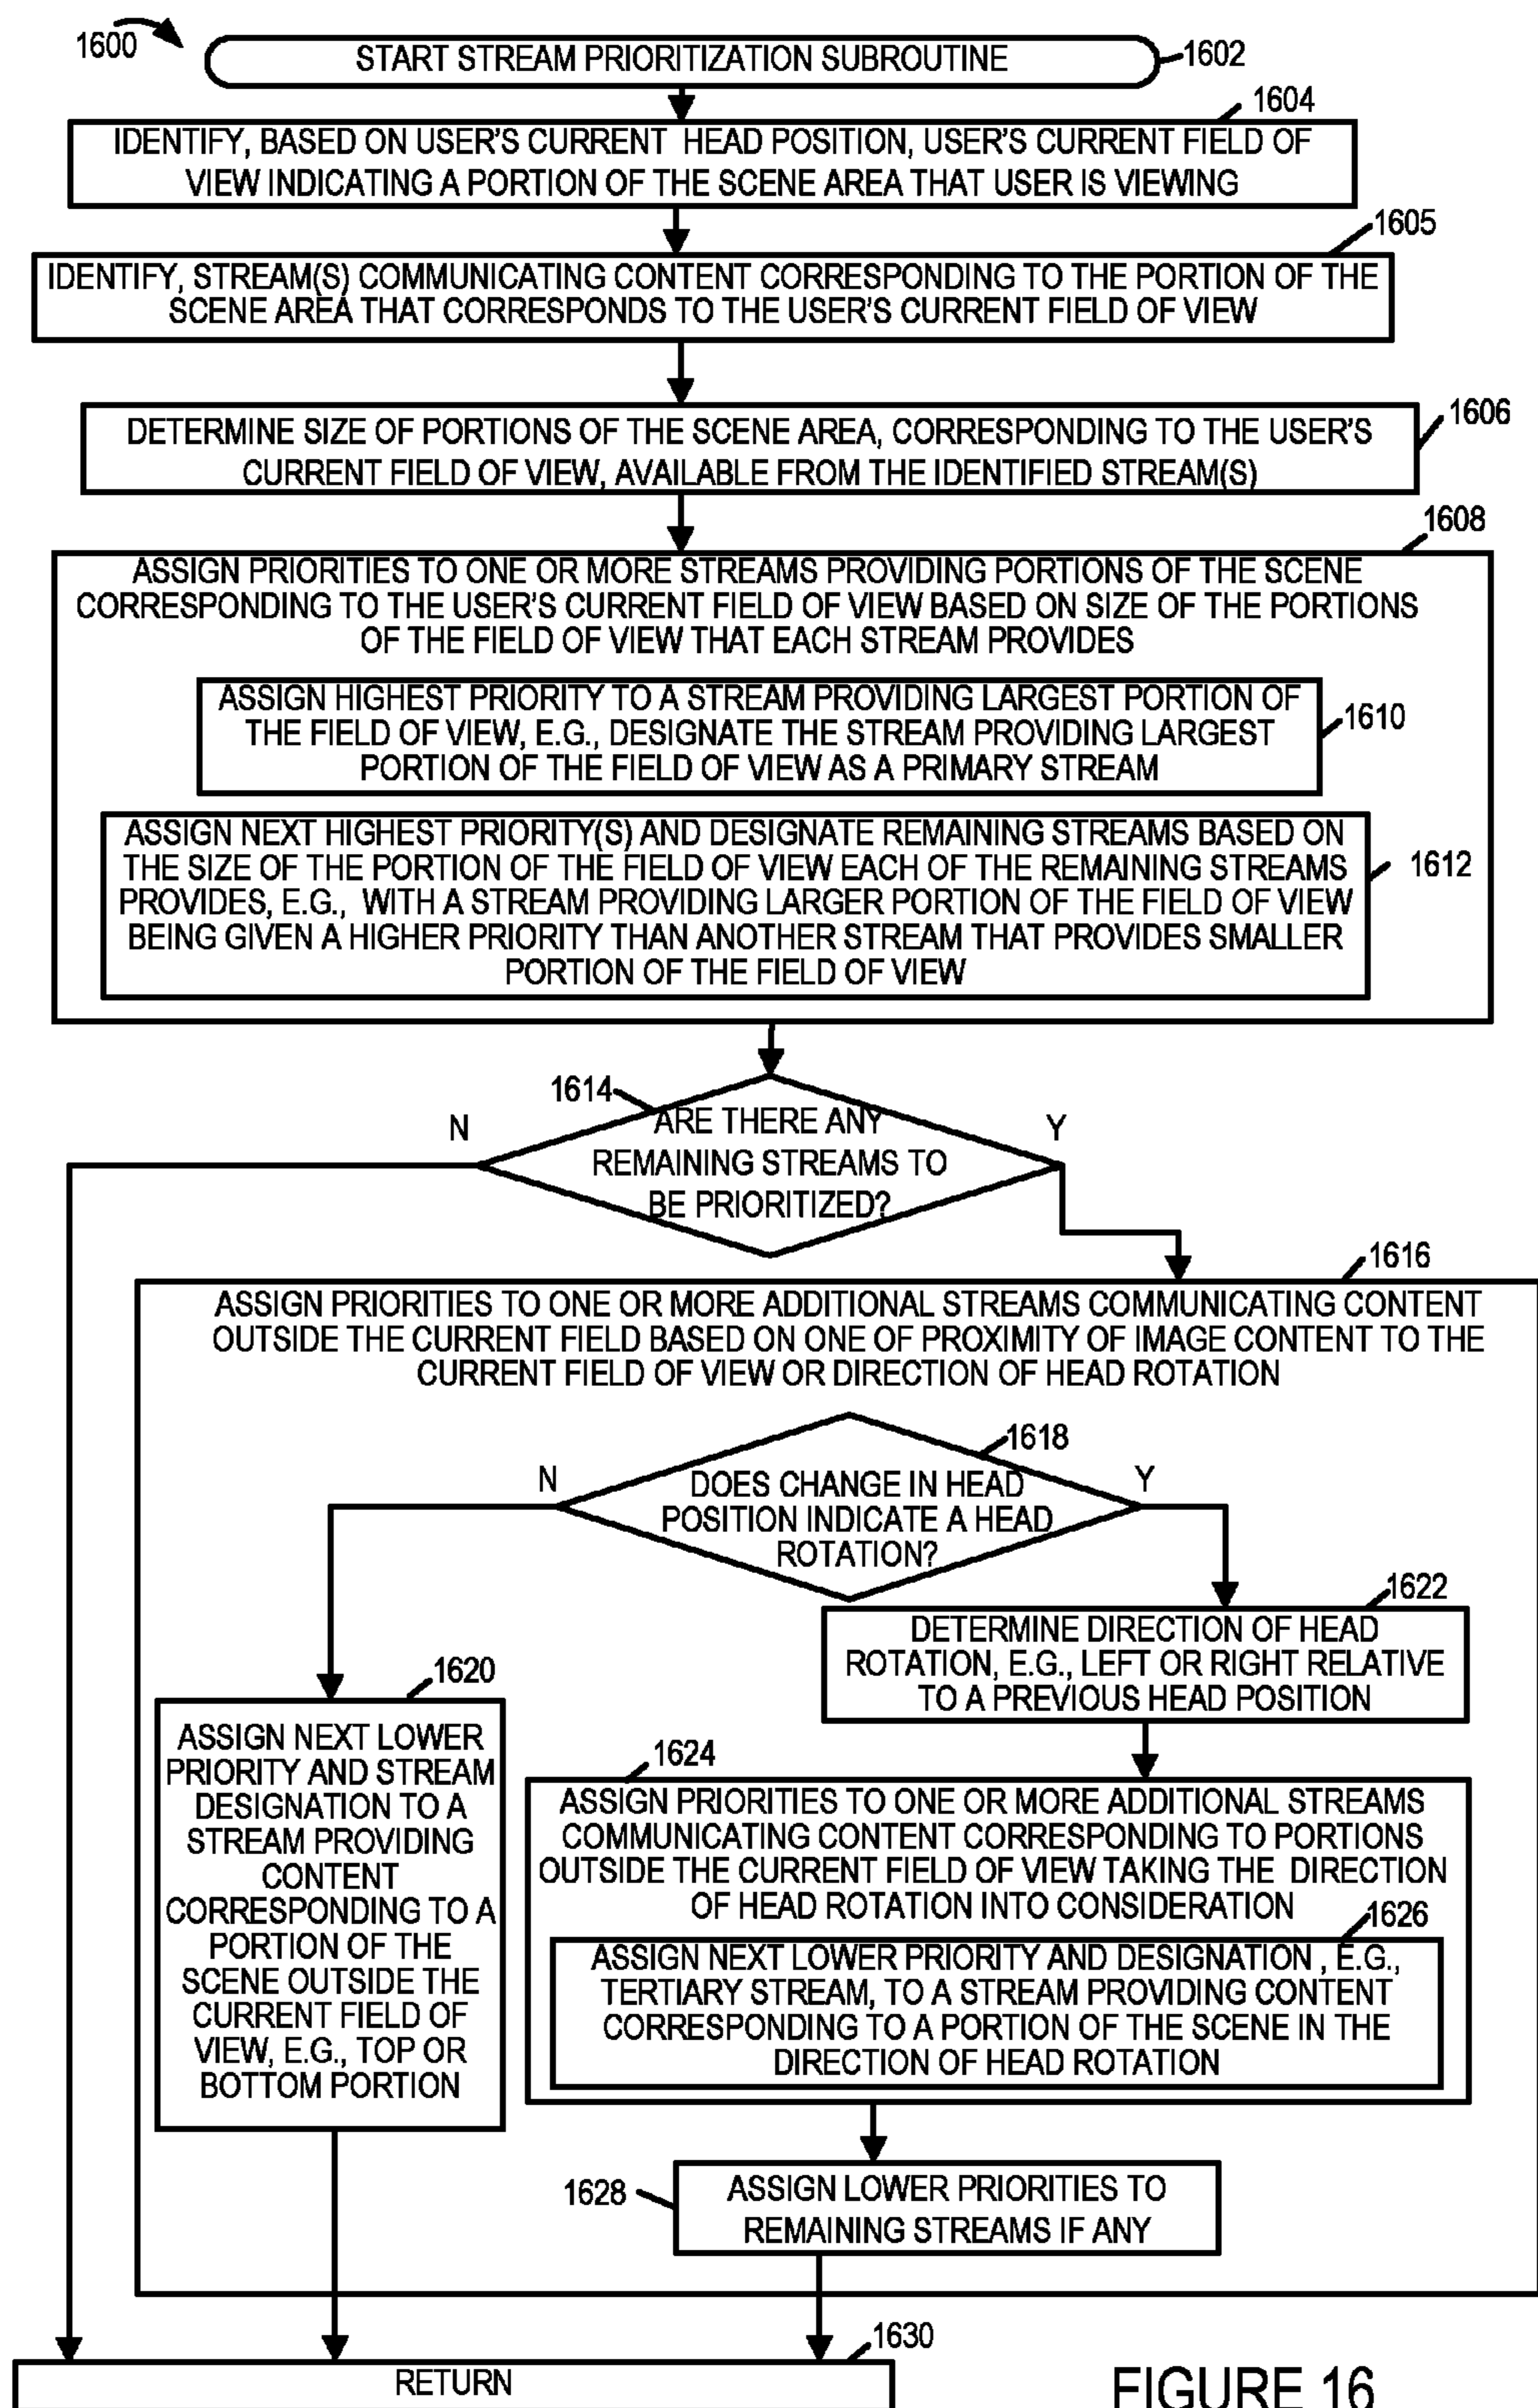 1600
START STREAM PRIORITIZATION SUBROUTINE
1602
1604
IDENTIFY, BASED ON USER'S CURRENT HEAD POSITION, USER'S CURRENT FIELD OF
VIEW INDICATING A PORTION OF THE SCENE AREA THAT USER IS VIEWING
1605
IDENTIFY, STREAM(S) COMMUNICATING CONTENT CORRESPONDING TO THE PORTION OF THE
SCENE AREA THAT CORRESPONDS TO THE USER'S CURRENT FIELD OF VIEW
1606
DETERMINE SIZE OF PORTIONS OF THE SCENE AREA, CORRESPONDING TO THE USER'S
CURRENT FIELD OF VIEW, AVAILABLE FROM THE IDENTIFIED STREAM(S)
1608
ASSIGN PRIORITIES TO ONE OR MORE STREAMS PROVIDING PORTIONS OF THE SCENE
CORRESPONDING TO THE USER'S CURRENT FIELD OF VIEW BASED ON SIZE OF THE PORTIONS
OF THE FIELD OF VIEW THAT EACH STREAM PROVIDES
ASSIGN HIGHEST PRIORITY TO A STREAM PROVIDING LARGEST PORTION OF
THE FIELD OF VIEW, E.G., DESIGNATE THE STREAM PROVIDING LARGEST
PORTION OF THE FIELD OF VIEW AS A PRIMARY STREAM
1610
ASSIGN NEXT HIGHEST PRIORITY(S) AND DESIGNATE REMAINING STREAMS BASED ON
THE SIZE OF THE PORTION OF THE FIELD OF VIEW EACH OF THE REMAINING STREAMS
PROVIDES, E.G., WITH A STREAM PROVIDING LARGER PORTION OF THE FIELD OF VIEW
BEING GIVEN A HIGHER PRIORITY THAN ANOTHER STREAM THAT PROVIDES SMALLER
PORTION OF THE FIELD OF VIEW
1612
1614
N
Y
ARE THERE ANY
REMAINING STREAMS TO
BE PRIORITIZED?
1616
ASSIGN PRIORITIES TO ONE OR MORE ADDITIONAL STREAMS COMMUNICATING CONTENT
OUTSIDE THE CURRENT FIELD BASED ON ONE OF PROXIMITY OF IMAGE CONTENT TO THE
CURRENT FIELD OF VIEW OR DIRECTION OF HEAD ROTATION
1618
N
Y
DOES CHANGE IN HEAD
POSITION INDICATE A HEAD
ROTATION?
1622
DETERMINE DIRECTION OF HEAD
ROTATION, E.G., LEFT OR RIGHT RELATIVE
TO A PREVIOUS HEAD POSITION
1620
ASSIGN NEXT LOWER
PRIORITY AND STREAM
DESIGNATION TO A
STREAM PROVIDING
CONTENT
CORRESPONDING TO A
PORTION OF THE
SCENE OUTSIDE THE
CURRENT FIELD OF
VIEW, E.G., TOP OR
BOTTOM PORTION
1624
ASSIGN PRIORITIES TO ONE OR MORE ADDITIONAL STREAMS
COMMUNICATING CONTENT CORRESPONDING TO PORTIONS
OUTSIDE THE CURRENT FIELD OF VIEW TAKING THE DIRECTION
OF HEAD ROTATION INTO CONSIDERATION
1626
ASSIGN NEXT LOWER PRIORITY AND DESIGNATION , E.G.,
TERTIARY STREAM, TO A STREAM PROVIDING CONTENT
CORRESPONDING TO A PORTION OF THE SCENE IN THE
DIRECTION OF HEAD ROTATION
1628
ASSIGN LOWER PRIORITIES TO
REMAINING STREAMS IF ANY
1630
RETURN
FIGURE 16